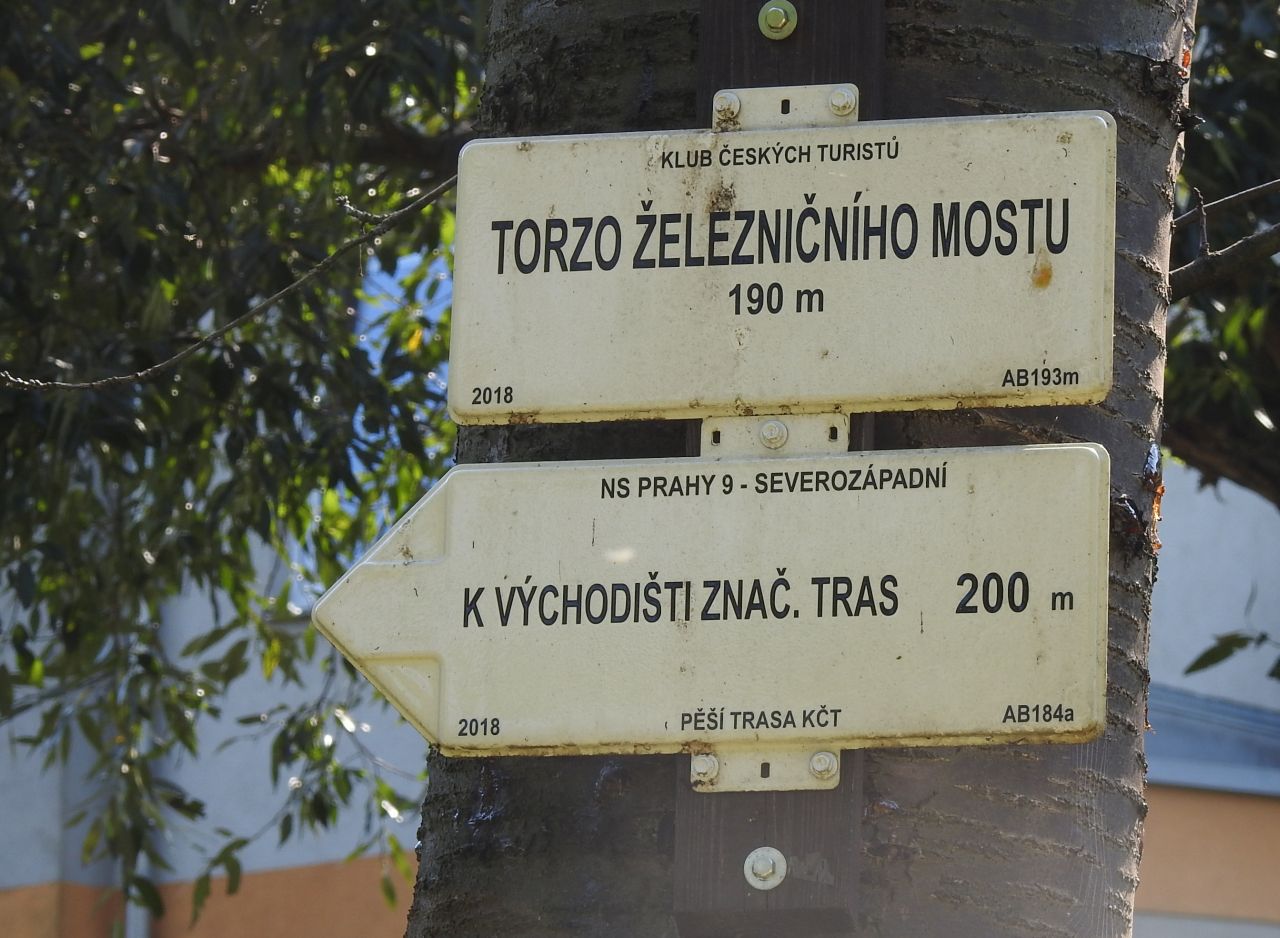 KLUB ČESKÝCH TURISTŮ
TORZO ŽELEZNIČNÍHO MOSTU
190 m
2018 AB193m
NS PRAHY 9 - SEVEROZÁPADNÍ
K VÝCHODIŠTI ZNAČ. TRAS 200 m
2018 PĚŠÍ TRASA KČT AB184a